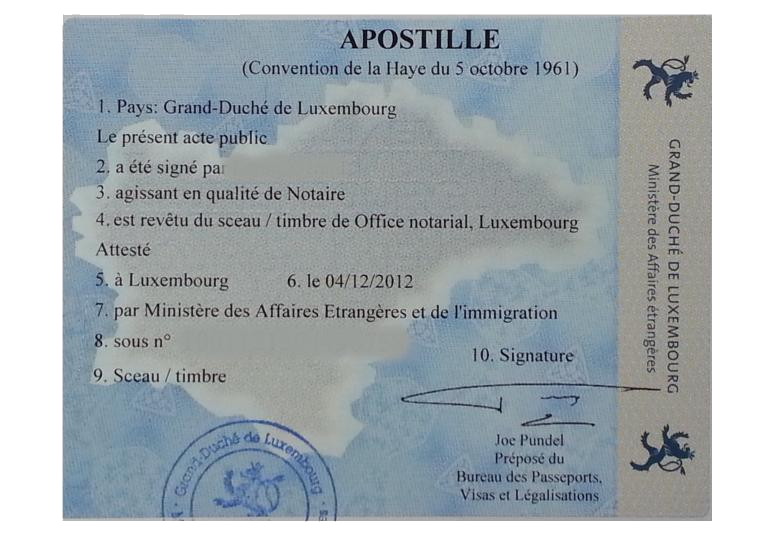 APOSTILLE
(Convention de la Haye du 5 octobre 1961)
1. Pays: Grand-Duché de Luxembourg
Le présent acte public
2. a été signé par
3. agissant en qualité de Notaire
4. est revêtu du sceau / timbre de Office notarial, Luxembourg
Attesté
5. à Luxembourg 6. le 04/12/2012
7. par Ministère des Affaires Etrangères et de l'immigration
8. sous n°
9. Sceau / timbre
10. Signature
Joe Pundel
Préposé du
Bureau des Passeports,
Visas et Légalisations
Grand-Duché de Luxembourg
GRAND-DUCHÉ DE LUXEMBOURG
Ministère des Affaires étrangères